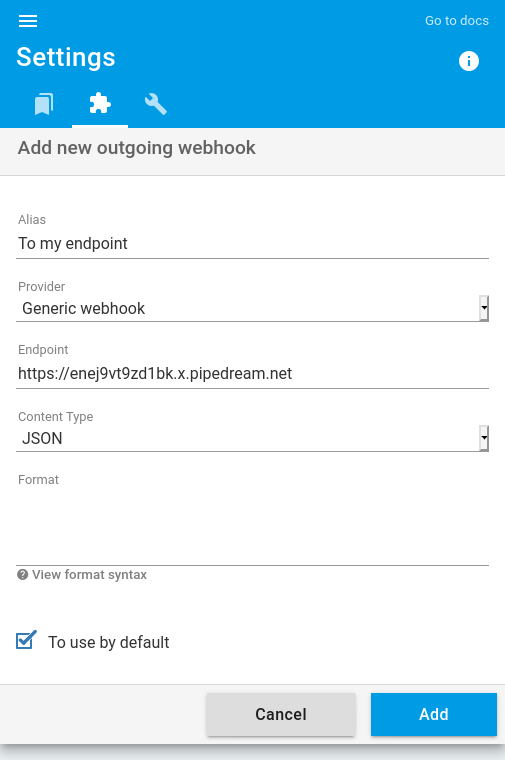 Go to docs
Settings
Add new outgoing webhook
Alias
To my endpoint
Provider
Generic webhook
Endpoint
https://enej9vt9zd1bk.x.pipedream.net
Content Type
JSON
Format
View format syntax
To use by default
Cancel
Add